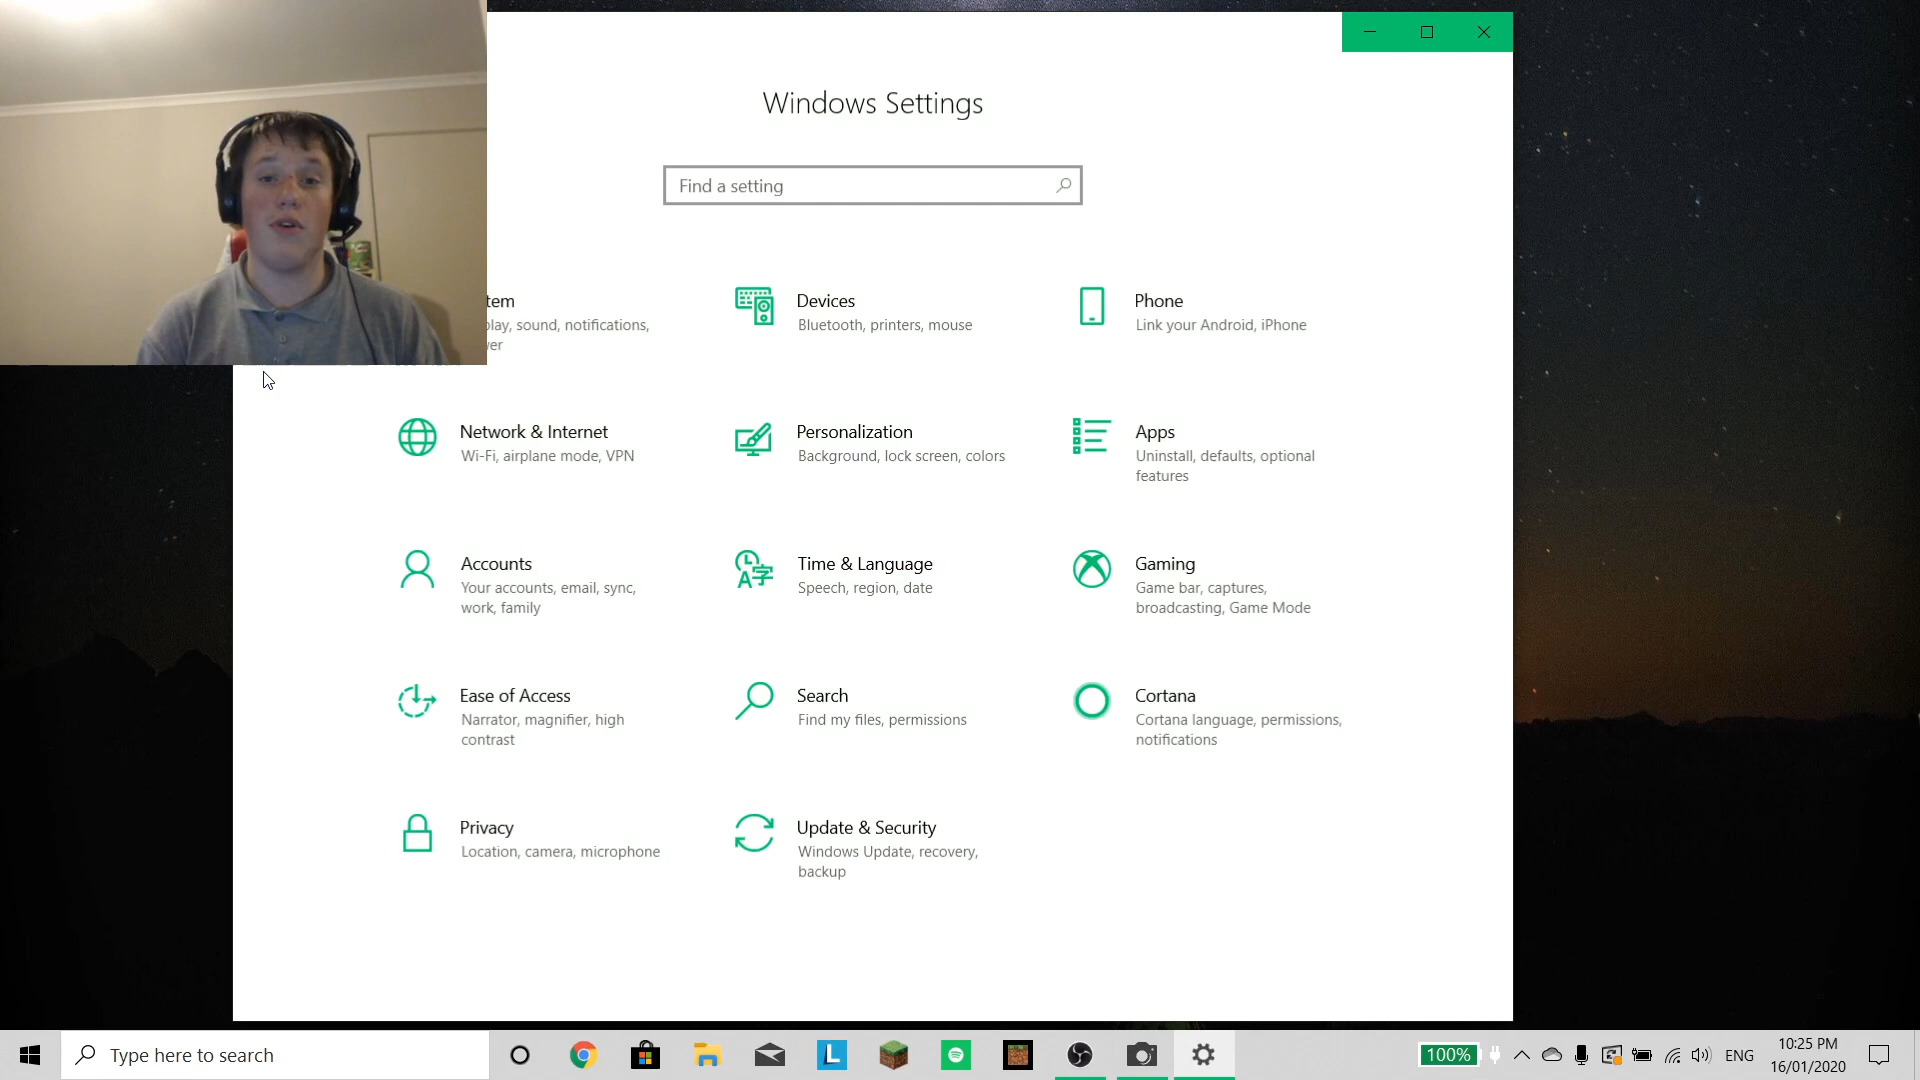 Windows Settings
Find a setting
tem
play, sound, notifications,
ver
Devices
Bluetooth, printers, mouse
Phone
Link your Android, iPhone
Network & Internet
Wi-Fi, airplane mode, VPN
Personalization
Background, lock screen, colors
Apps
Uninstall, defaults, optional
features
Accounts
Your accounts, email, sync,
work, family
Time & Language
Speech, region, date
Gaming
Game bar, captures,
broadcasting, Game Mode
Ease of Access
Narrator, magnifier, high
contrast
Search
Find my files, permissions
Cortana
Cortana language, permissions,
notifications
Privacy
Location, camera, microphone
Update & Security
Windows Update, recovery,
backup
Type here to search
L
100%
ENG
10:25 PM
16/01/2020